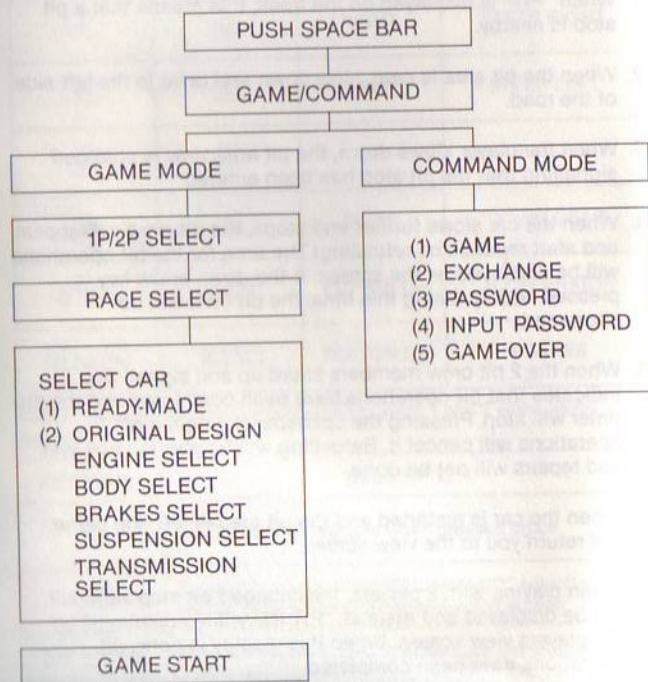 PUSH SPACE BAR
GAME/COMMAND
GAME MODE
COMMAND MODE
1P/2P SELECT
RACE SELECT
(1) GAME
(2) EXCHANGE
(3) PASSWORD
(4) INPUT PASSWORD
(5) GAMEOVER
SELECT CAR
(1) READY-MADE
(2) ORIGINAL DESIGN
ENGINE SELECT
BODY SELECT
BRAKES SELECT
SUSPENSION SELECT
TRANSMISSION
SELECT
GAME START